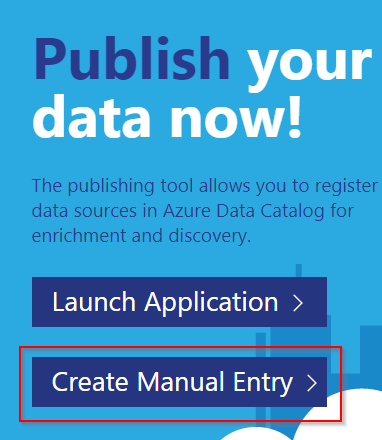 Publish your
data now!
The publishing tool allows you to register
data sources in Azure Data Catalog for
enrichment and discovery.
Launch Application >
Create Manual Entry >